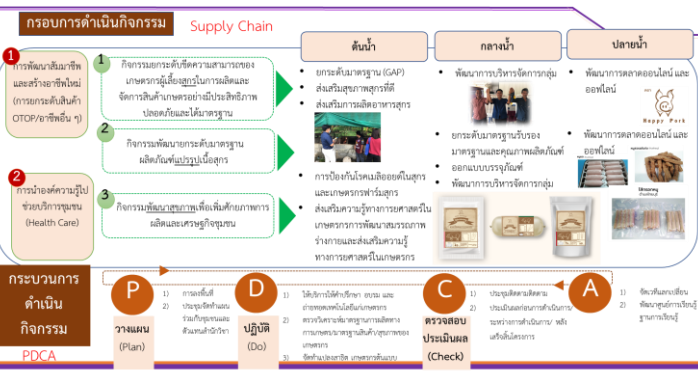 กรอบการดำเนินกิจกรรม
Supply Chain
ต้นน้ำ
กลางน้ำ
ปลายน้ำ
1
การพัฒนาสัมมาชีพ
และสร้างอาชีพใหม่
(การยกระดับสินค้า
OTOP/อาชีพอื่น ๆ)
2
การนำองค์ความรู้ไป
ช่วยบริการชุมชน
(Health Care)
1
กิจกรรมยกระดับขีดความสามารถของ
เกษตรกรผู้เลี้ยงสุกรในการผลิตและ
จัดการสินค้าเกษตรอย่างมีประสิทธิภาพ
ปลอดภัยและได้มาตรฐาน
2
กิจกรรมพัฒนายกระดับมาตรฐาน
ผลิตภัณฑ์แปรรูปเนื้อสุกร
3
กิจกรรมพัฒนาสุขภาพเพื่อเพิ่มศักยภาพการ
ผลิตและเศรษฐกิจชุมชน
• ยกระดับมาตรฐาน (GAP)
• ส่งเสริมสุขภาพสุกรที่ดี
• ส่งเสริมการผลิตอาหารสุกร
• การป้องกันโรคเมลิออยด์ในสุกร
และเกษตรกรฟาร์มสุกร
• ส่งเสริมความรู้ทางการยศาสตร์ใน
เกษตรกรการพัฒนาสมรรถภาพ
ร่างกายและส่งเสริมความรู้
ทางการยศาสตร์ในเกษตรกร
• พัฒนาการบริหารจัดการกลุ่ม
• ยกระดับมาตรฐานรับรอง
มาตรฐานและคุณภาพผลิตภัณฑ์
• ออกแบบบรรจุภัณฑ์
• พัฒนาการบริหารจัดการกลุ่ม
• พัฒนาการตลาดออนไลน์ และ
ออฟไลน์
Happy Pork
• พัฒนาการตลาดออนไลน์ และ
ออฟไลน์
กระบวนการ
ดำเนิน
กิจกรรม
PDCA
P
วางแผน
(Plan)
1) การลงพื้นที่
2) ประชุมจัดทำแผน
ร่วมกับชุมชนและ
ตัวแทนสำนักวิชา
D
ปฏิบัติ
(Do)
1) ให้บริการให้คำปรึกษา อบรม และ
ถ่ายทอดเทคโนโลยีแก่เกษตรกร
2) ตรวจวิเคราะห์มาตรฐานการผลิตทาง
การเกษตร/มาตรฐานสินค้า/สุขภาพของ
เกษตรกร
3) จัดทำแปลงสาธิต เกษตรกรต้นแบบ
C
ตรวจสอบ
ประเมินผล
(Check)
1) ประชุมติดตามติดตาม
2) ประเมินผลก่อนการดำเนินการ/
ระหว่างการดำเนินการ/ หลัง
เสร็จสิ้นโครงการ
A
1) จัดเวทีแลกเปลี่ยน
2) พัฒนาศูนย์การเรียนรู้
ฐานการเรียนรู้